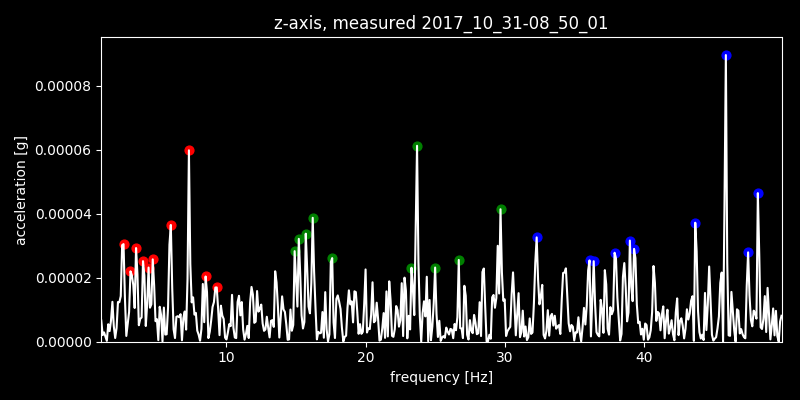 z-axis, measured 2017_10_31-08_50_01
0.00008
0.00006
0.00004
0.00002
0.00000
acceleration [g]
10 20 30 40
frequency [Hz]